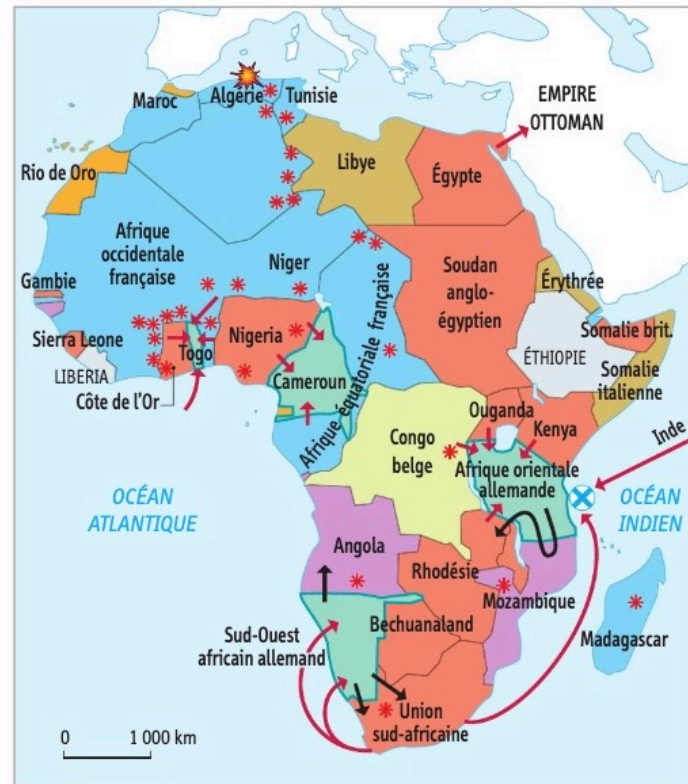 Maroc
Algérie
Tunisie
EMPIRE
OTTOMAN
Libye
Égypte
Rio de Oro
Afrique
occidentale
française
Niger
Soudan
anglo-
égyptien
Érythrée
Gambie
Sierra Leone
LIBERIA
Togo
Nigeria
Côte de l'Or
Cameroun
Afrique équatoriale française
ÉTHIOPIE
Somalie brit.
Somalie
italienne
Ouganda
Kenya
Congo
belge
Afrique orientale
allemande
Inde
OCÉAN
ATLANTIQUE
OCÉAN
INDIEN
Angola
Rhodésie
Mozambique
Sud-Ouest
africain allemand
Bechuanaland
Madagascar
Union
sud-africaine
0 1 000 km